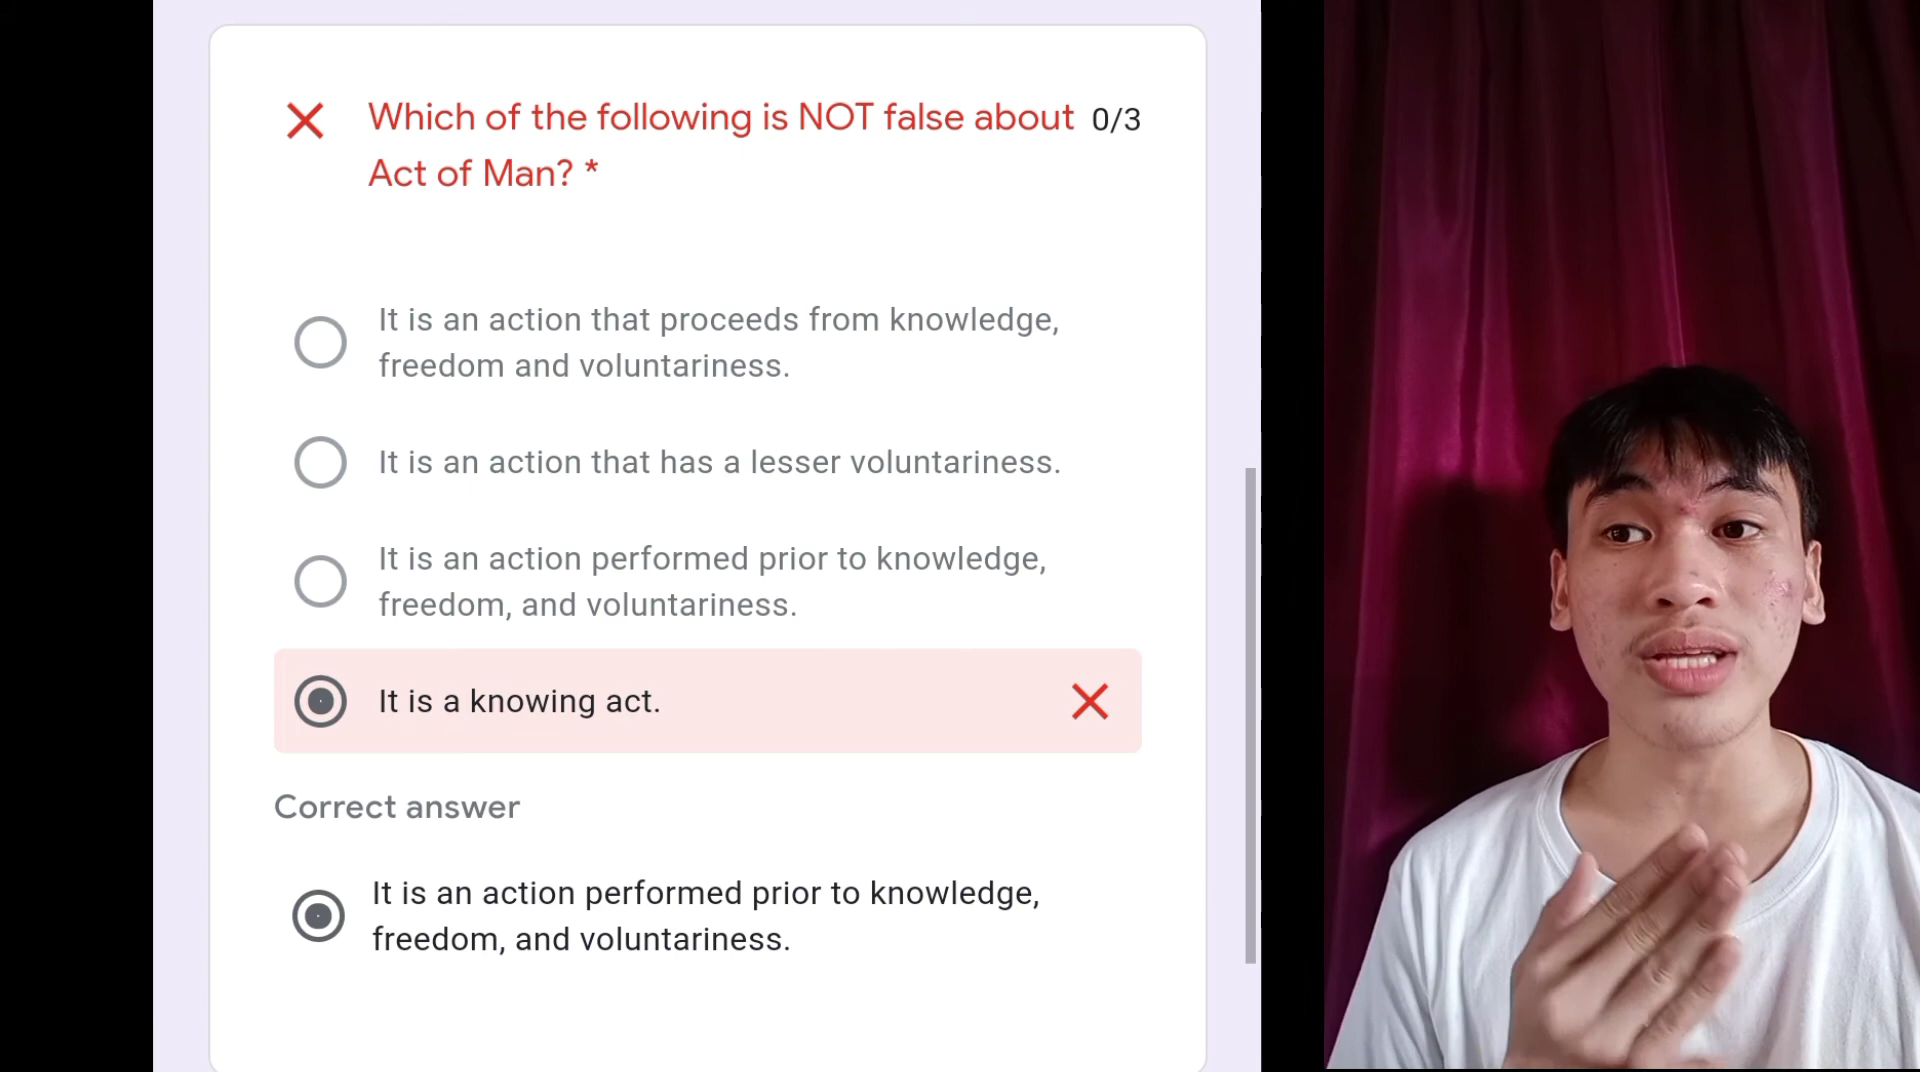 Which of the following is NOT false about 0/3
Act of Man? *
It is an action that proceeds from knowledge,
freedom and voluntariness.
It is an action that has a lesser voluntariness.
It is an action performed prior to knowledge,
freedom, and voluntariness.
It is a knowing act.
Correct answer
It is an action performed prior to knowledge,
freedom, and voluntariness.